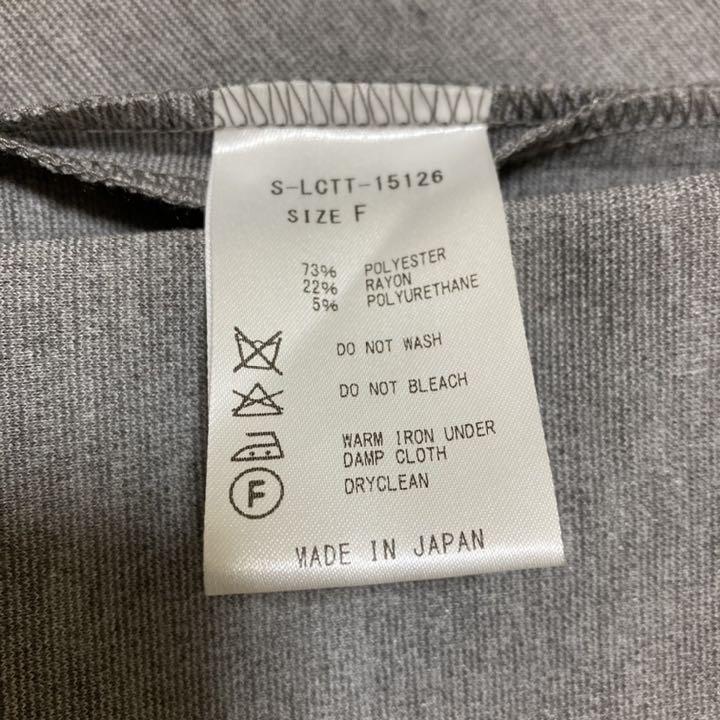 S-LCTT-15126
SIZE F
73% POLYESTER
22% RAYON
5% POLYURETHANE
DO NOT WASH
DO NOT BLEACH
WARM IRON UNDER
DAMP CLOTH
F DRYCLEAN
MADE IN JAPAN